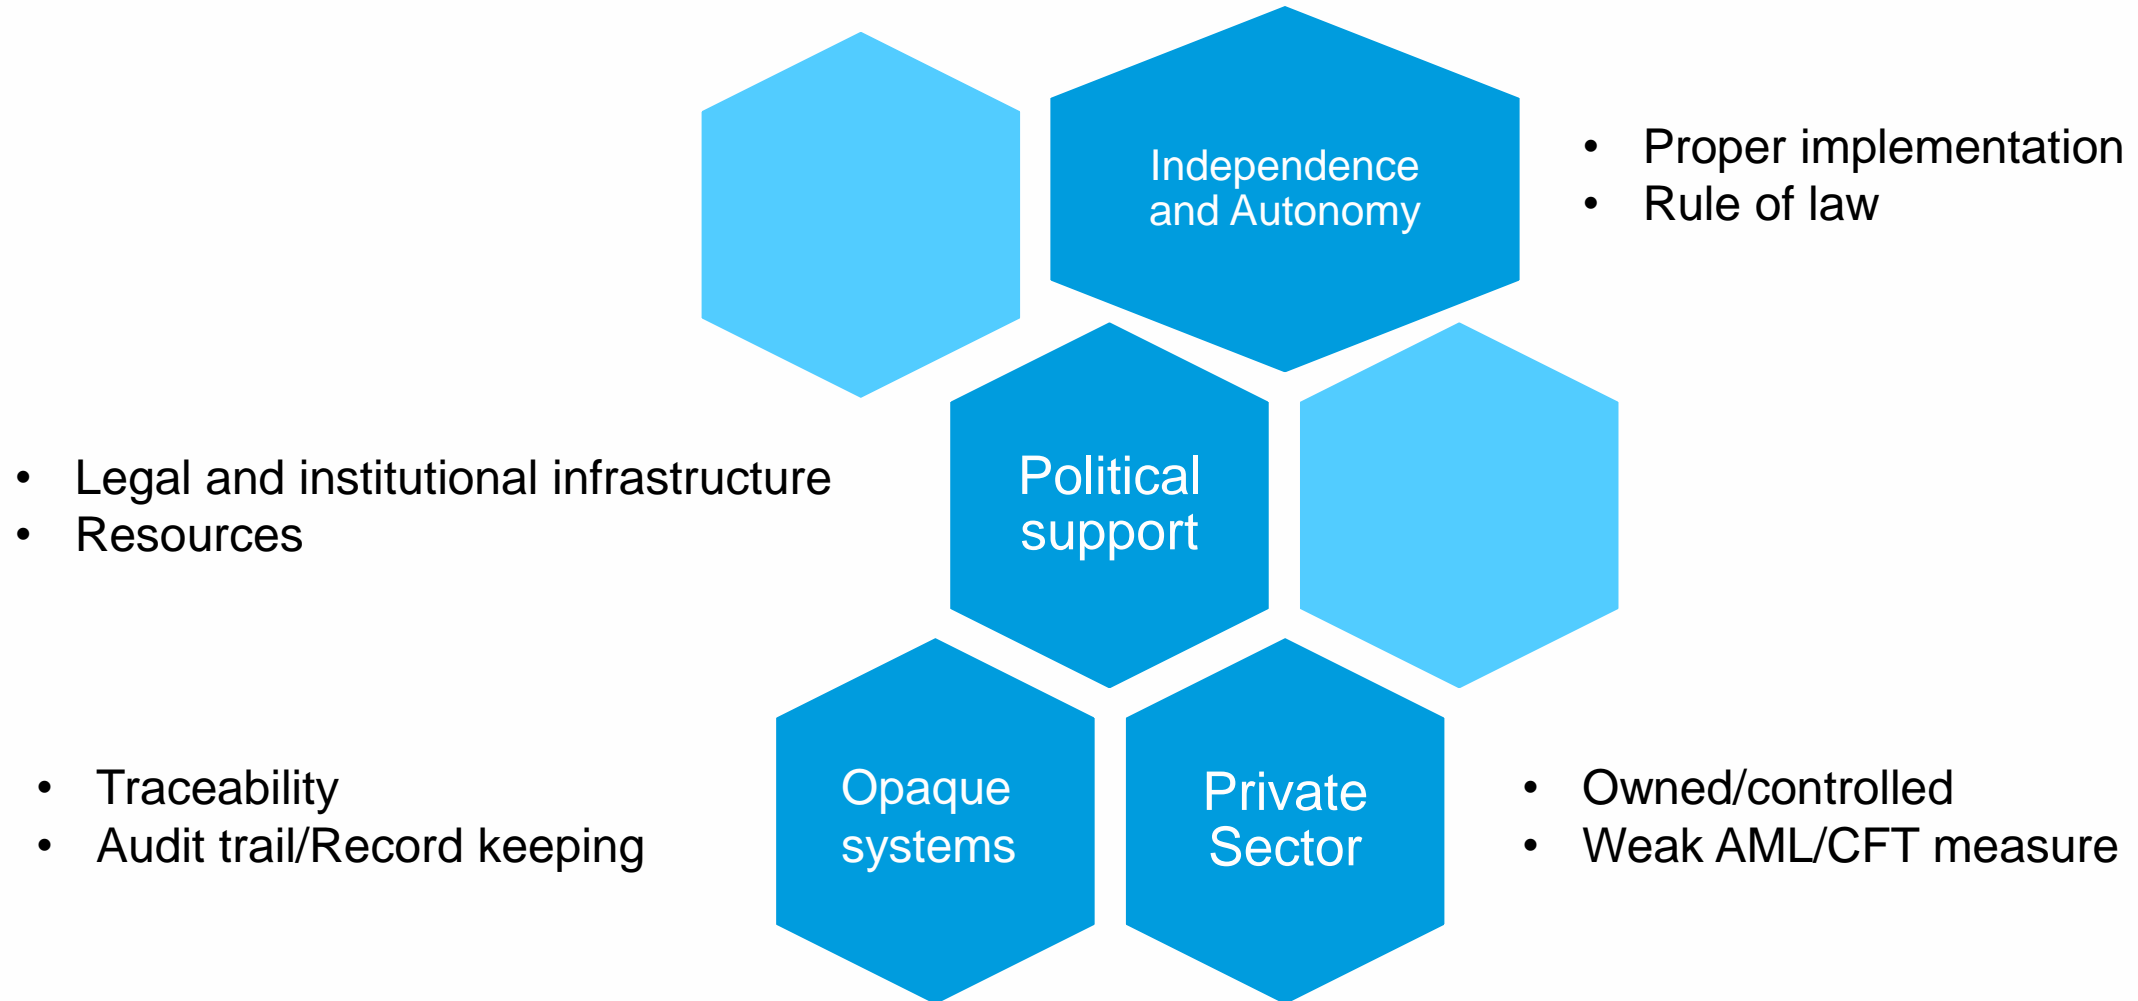 Independence
and Autonomy
• Proper implementation
• Rule of law
• Legal and institutional infrastructure
• Resources
Political
support
• Traceability
• Audit trail/Record keeping
Opaque
systems
Private
Sector
• Owned/controlled
• Weak AML/CFT measure